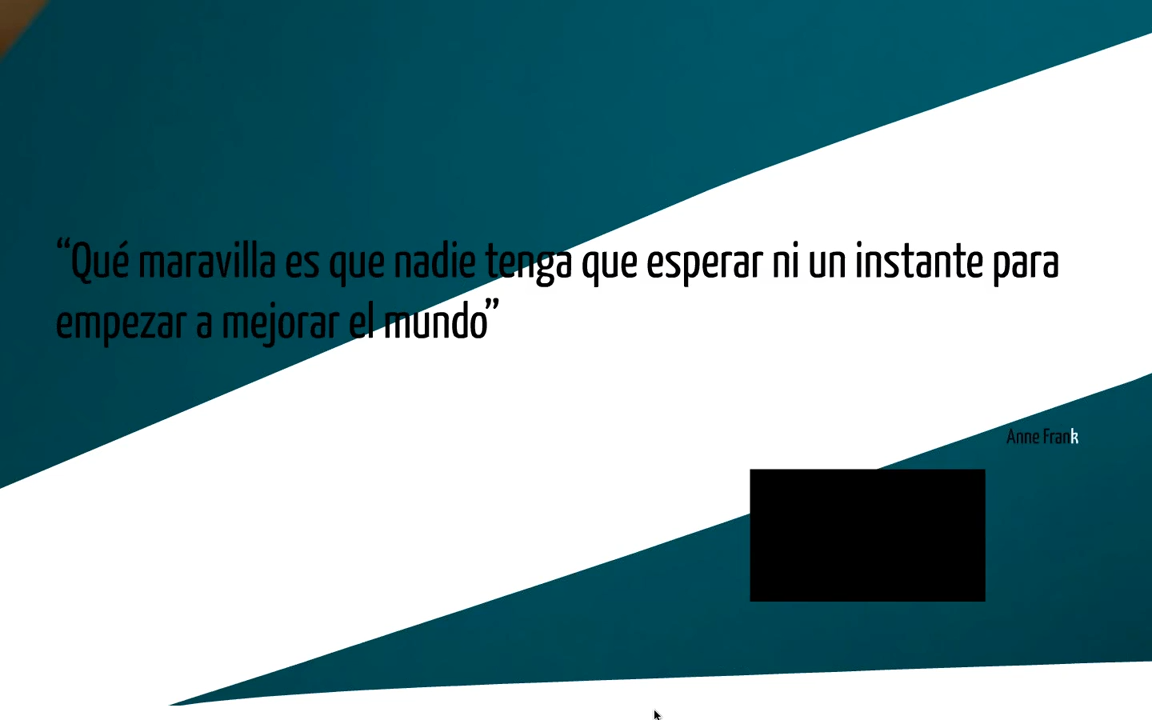 “Qué maravilla es que nadie tenga que esperar ni un instante para
empezar a mejorar el mundo”
Anne Frank